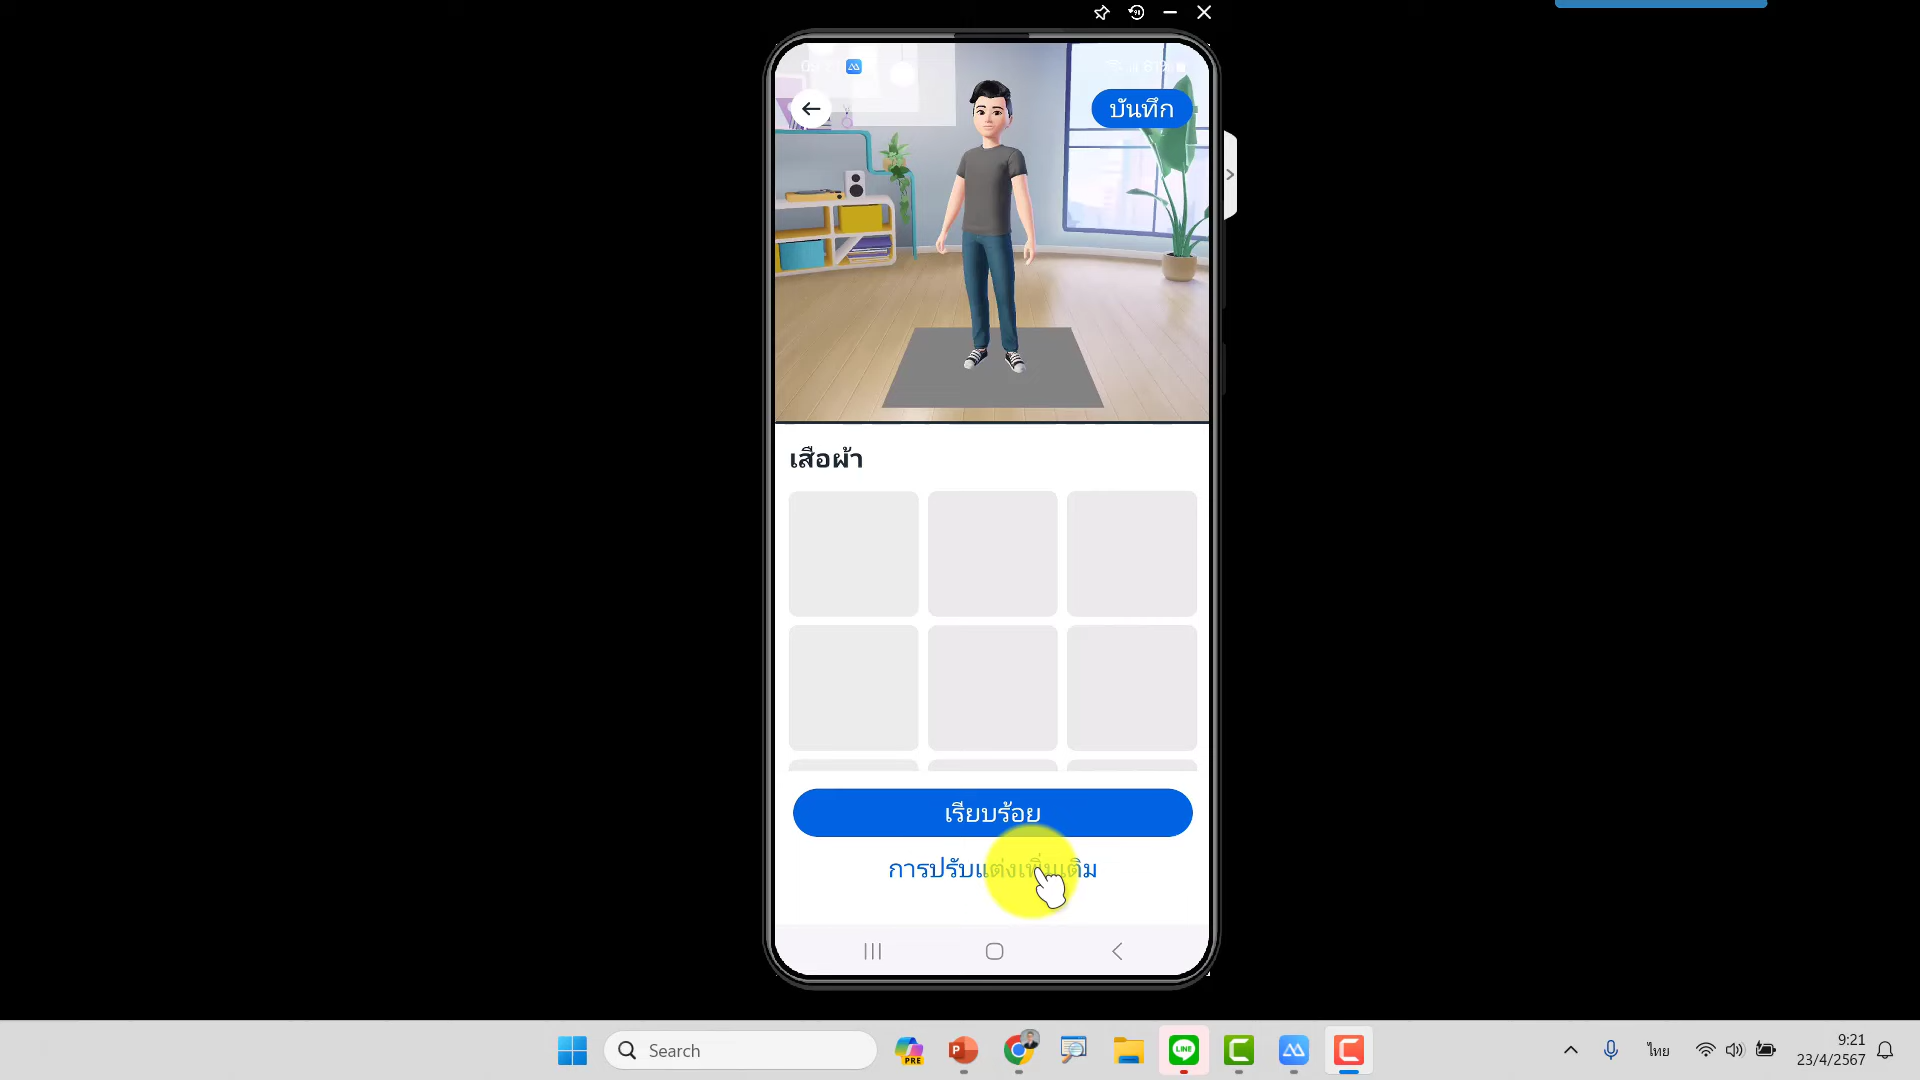 บันทึก
เสื้อผ้า
เรียบร้อย
การปรับแต่งเพิ่มเติม
PRE
Search
LINE
ไทย
9:21
23/4/2567